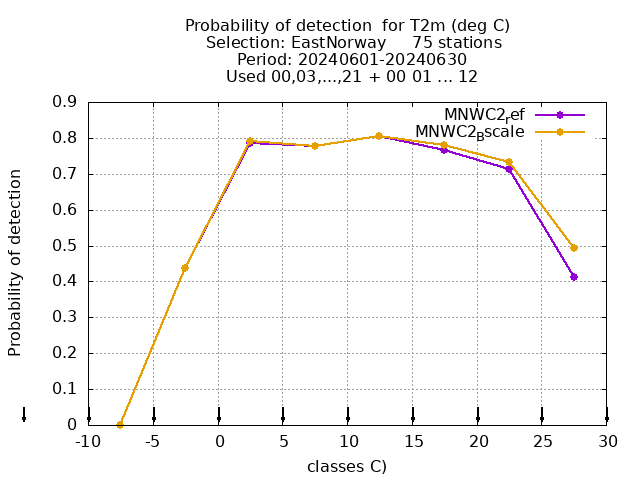 Probability of detection  for T2m (deg C)
Selection: EastNorway     75 stations
Period: 20240601-20240630
Used 00,03,...,21 + 00 01 ... 12
MNWC2ref
MNWC2Bscale
Probability of detection
0.9
0.8
0.7
0.6
0.5
0.4
0.3
0.2
0.1
0
-10 -5 0 5 10 15 20 25 30
classes C)